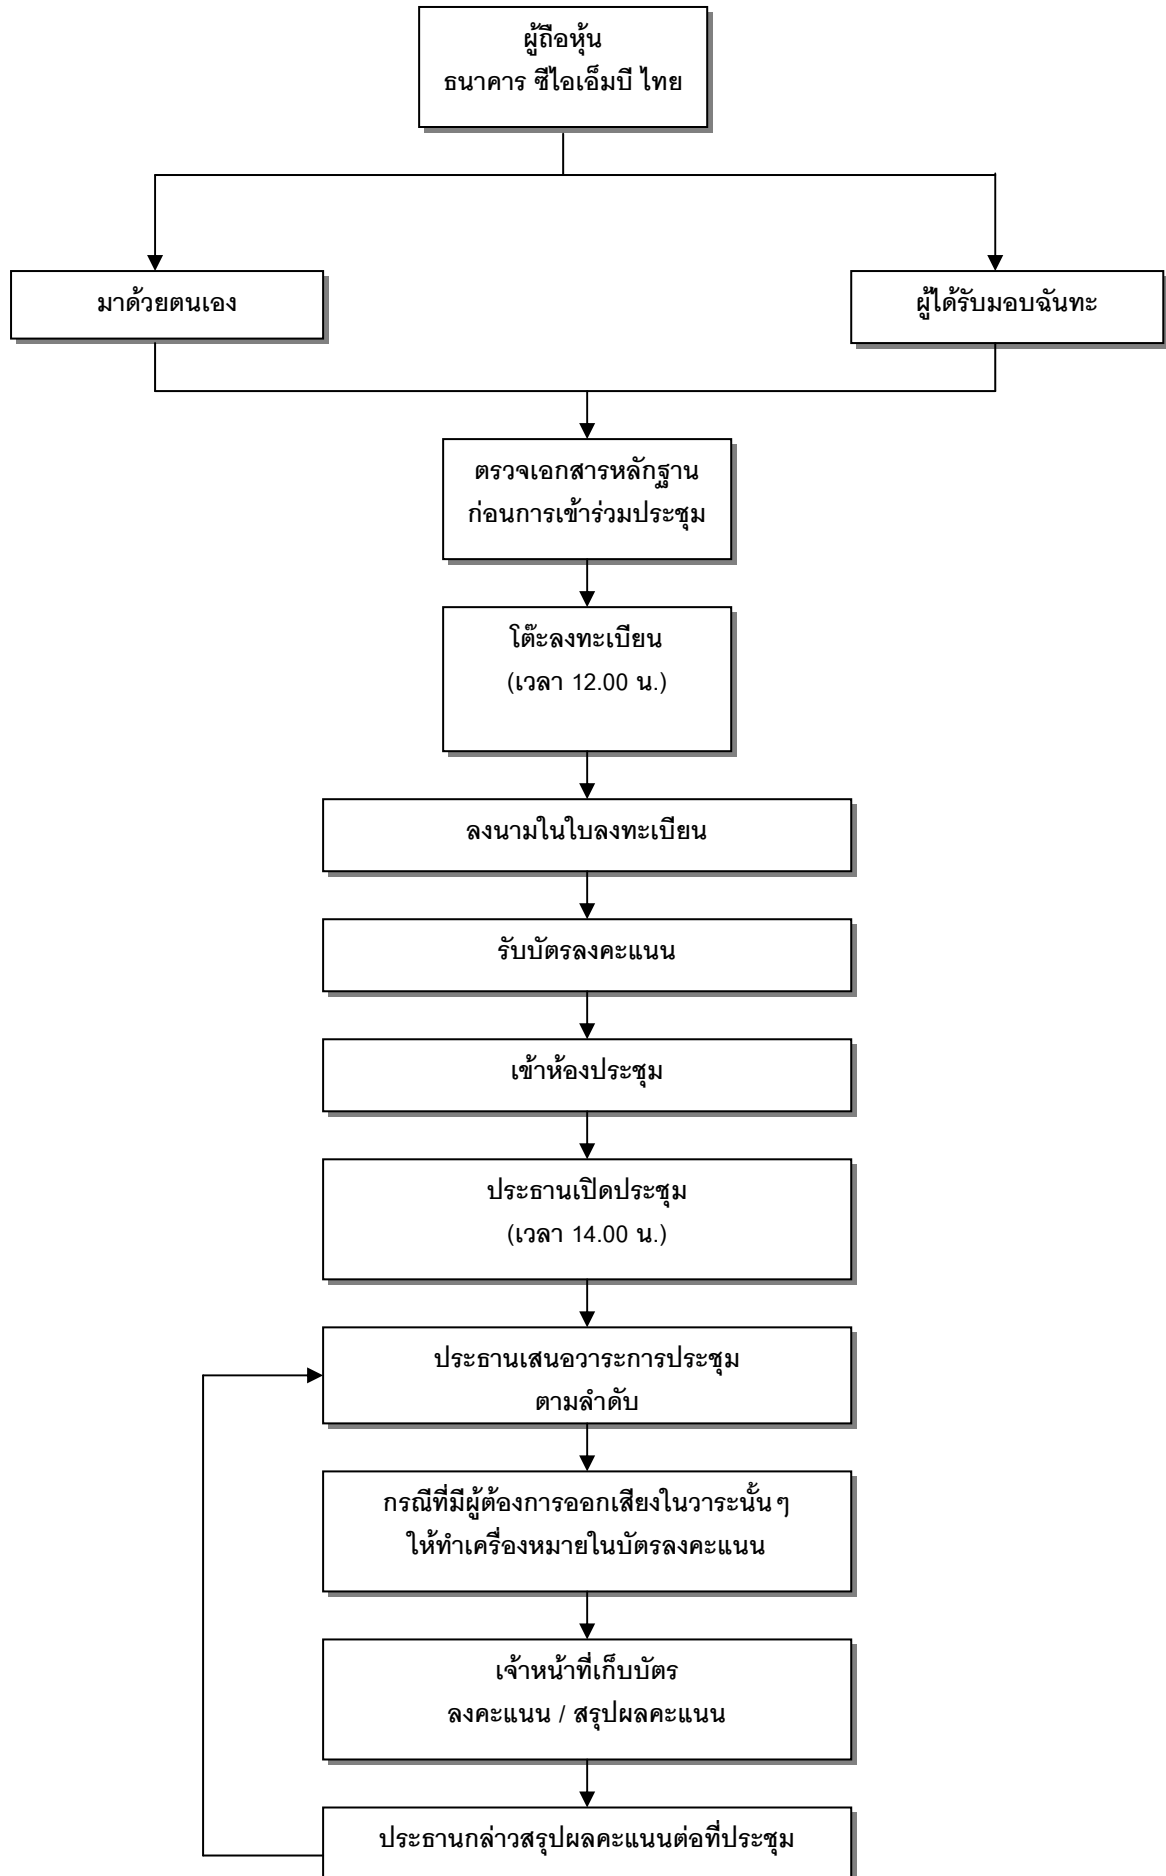 ผู้ถือหุ้น
ธนาคาร ซีไอเอ็มบี ไทย
มาด้วยตนเอง
ผู้ได้รับมอบฉันทะ
ตรวจเอกสารหลักฐาน
ก่อนการเข้าร่วมประชุม
โต๊ะลงทะเบียน
(เวลา 12.00 น.)
ลงนามในใบลงทะเบียน
รับบัตรลงคะแนน
เข้าห้องประชุม
ประธานเปิดประชุม
(เวลา 14.00 น.)
ประธานเสนอวาระการประชุม
ตามลำดับ
กรณีที่มีผู้ต้องการออกเสียงในวาระนั้น ๆ
ให้ทำเครื่องหมายในบัตรลงคะแนน
เจ้าหน้าที่เก็บบัตร
ลงคะแนน / สรุปผลคะแนน
ประธานกล่าวสรุปผลคะแนนต่อที่ประชุม